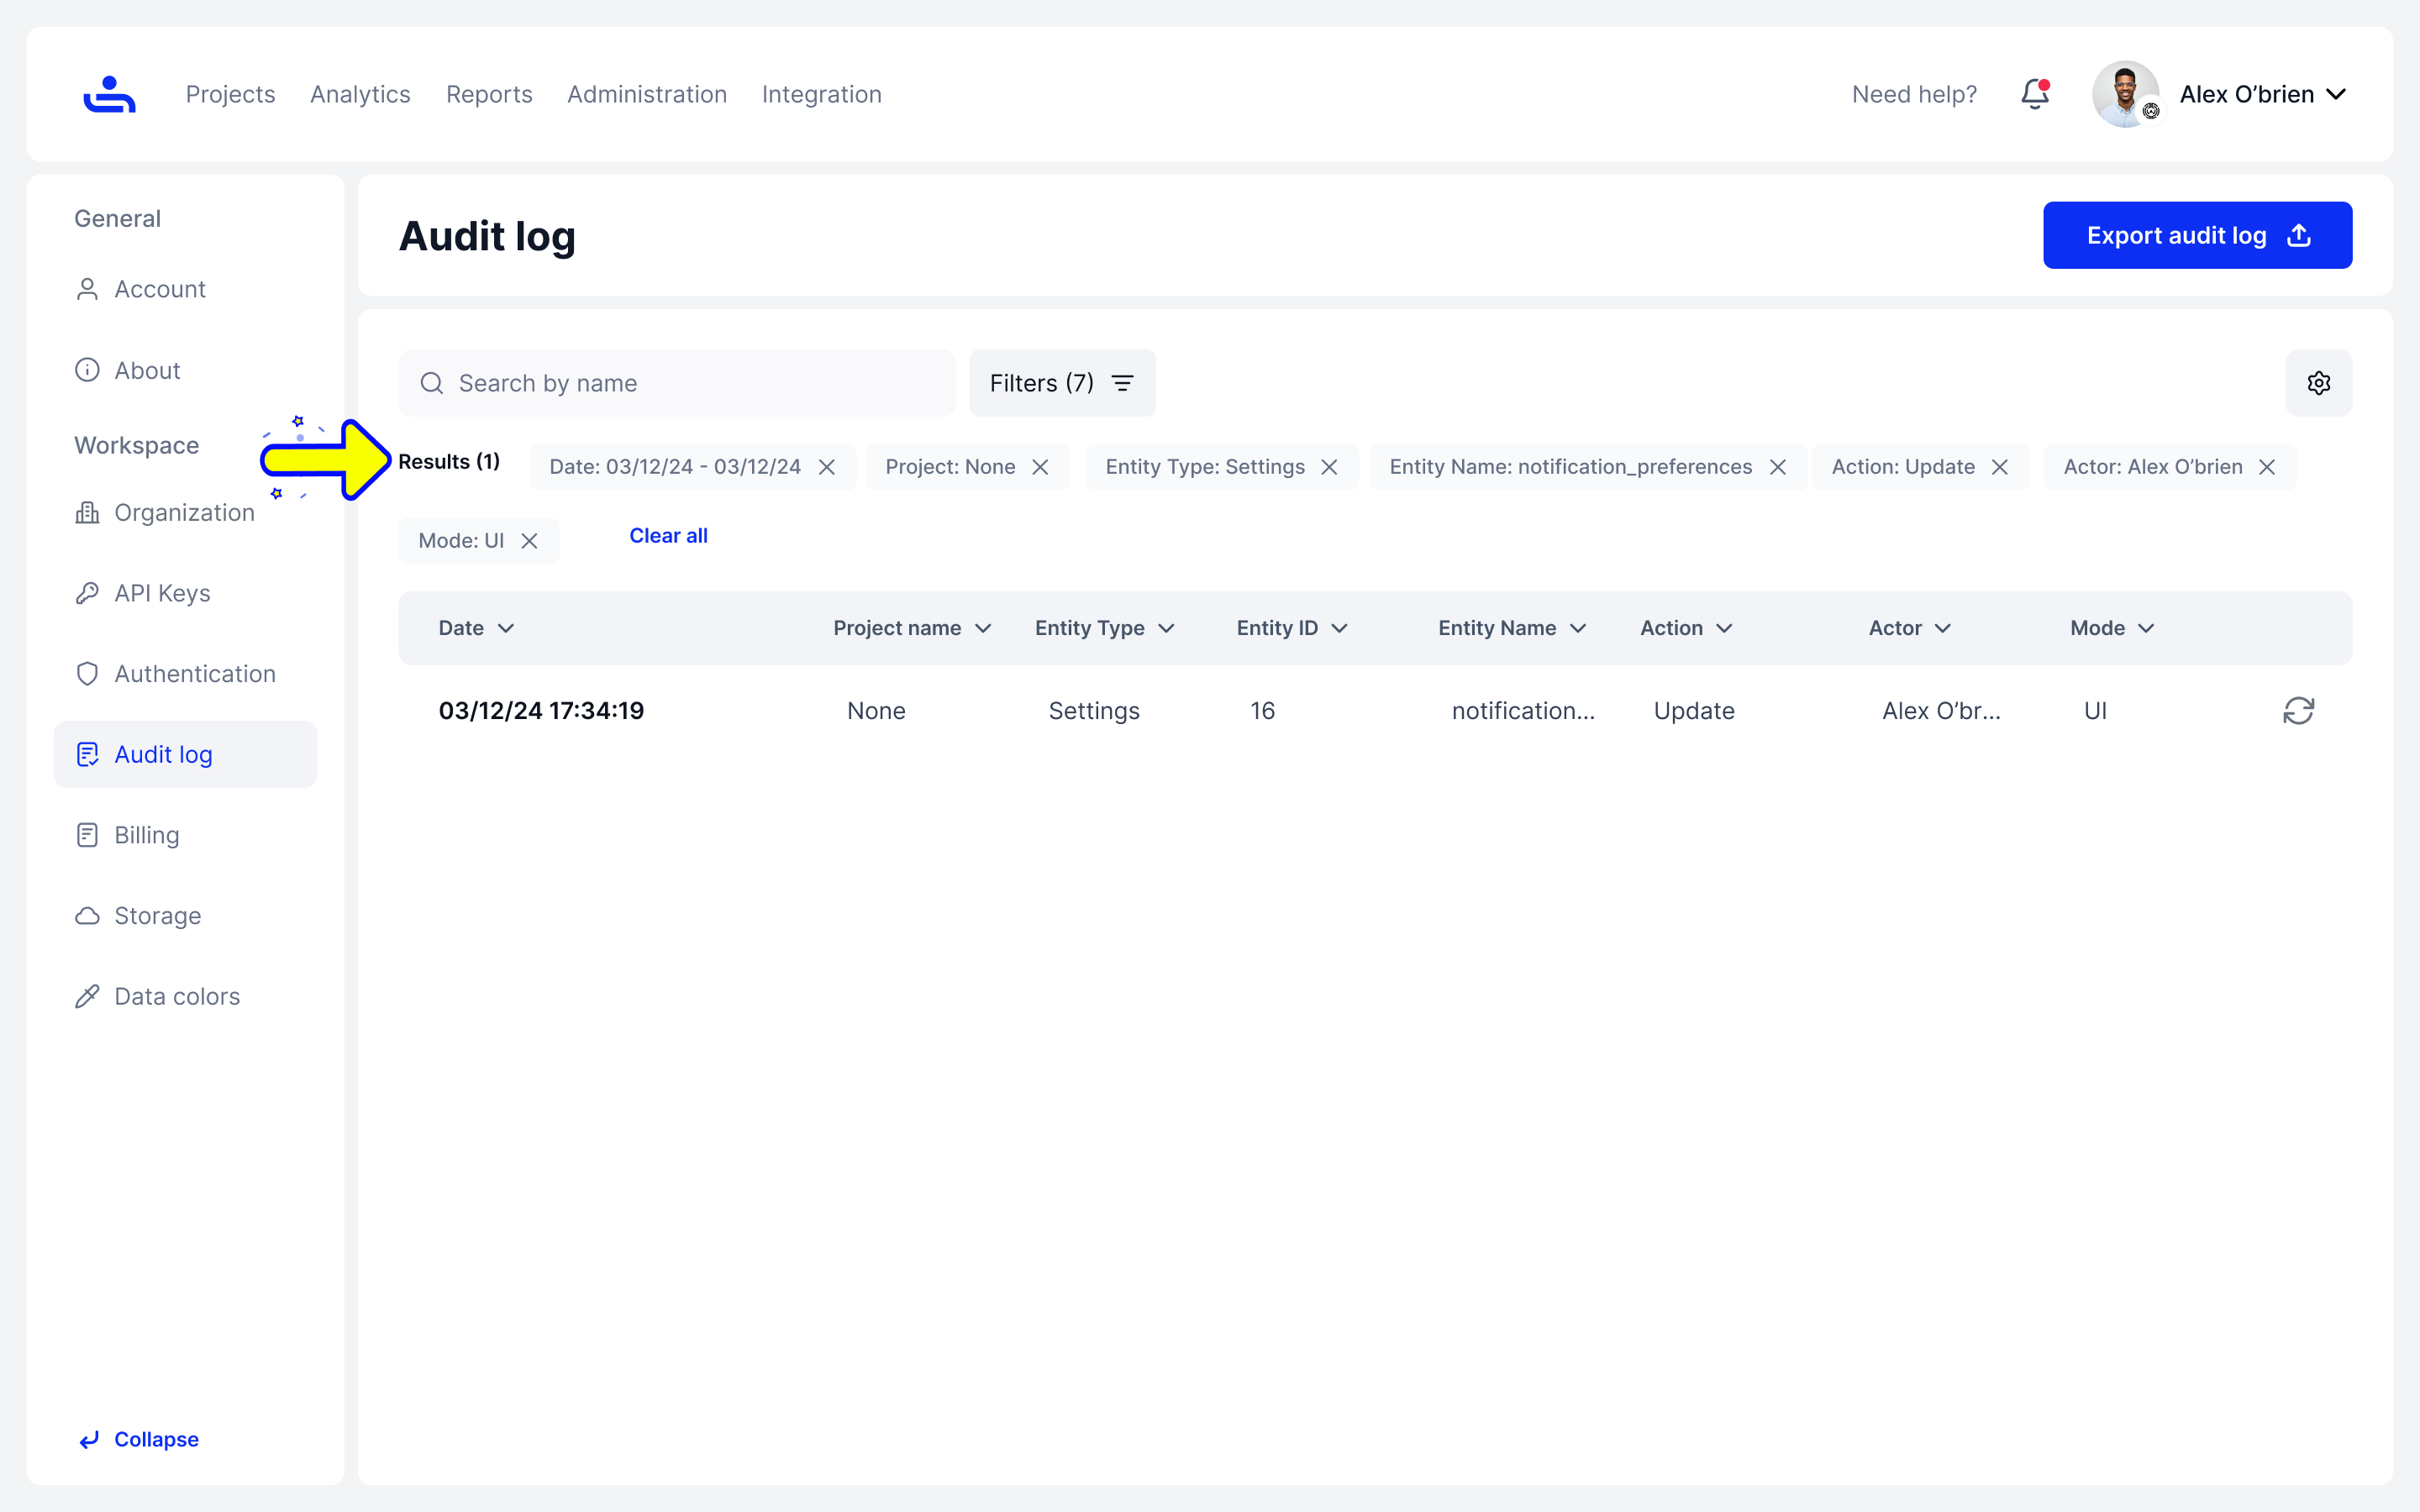 Projects Analytics Reports Administration Integration Need help? Alex O’brien
General
Account
About
Workspace
Organization
API Keys
Authentication
Audit log
Billing
Storage
Data colors
Collapse
Audit log
Export audit log
Search by name
Filters (7)
Results (1) Date: 03/12/24 - 03/12/24 Project: None Entity Type: Settings Entity Name: notification_preferences Action: Update Actor: Alex O’brien
Mode: UI Clear all
Date Project name Entity Type Entity ID Entity Name Action Actor Mode
03/12/24 17:34:19 None Settings 16 notification... Update Alex O’br... UI